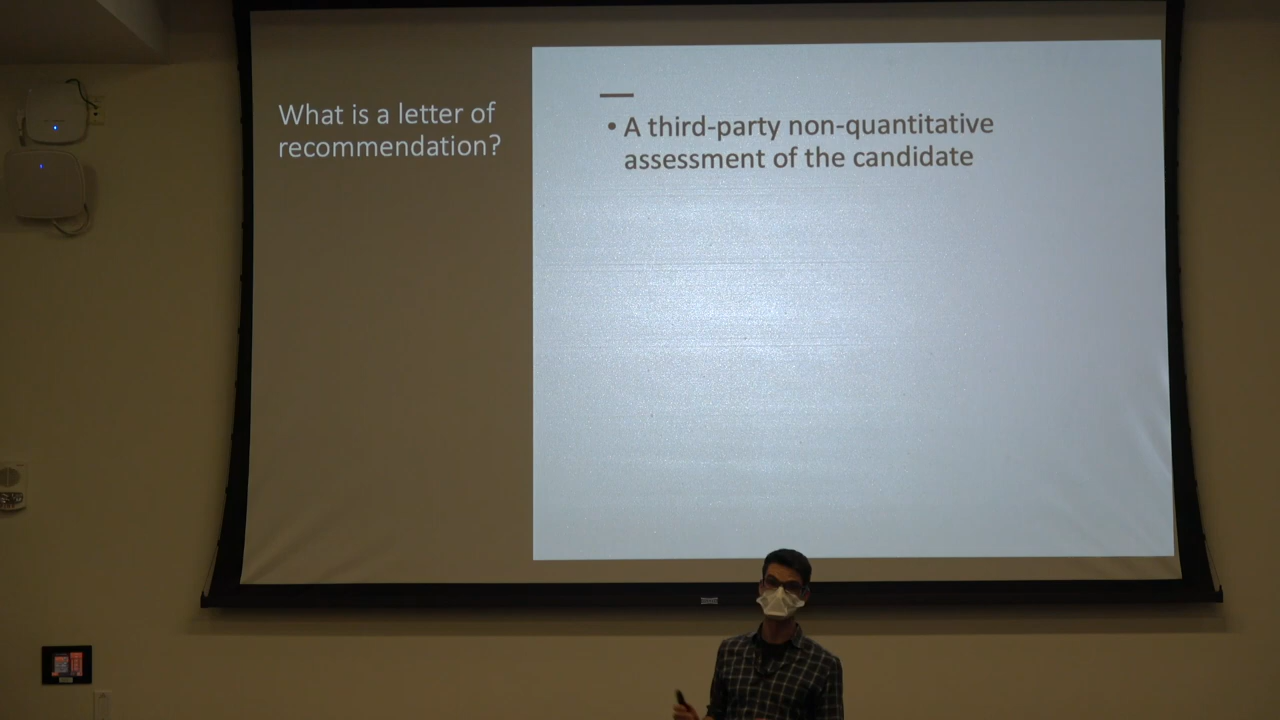 What is a letter of
recommendation?
• A third-party non-quantitative
assessment of the candidate